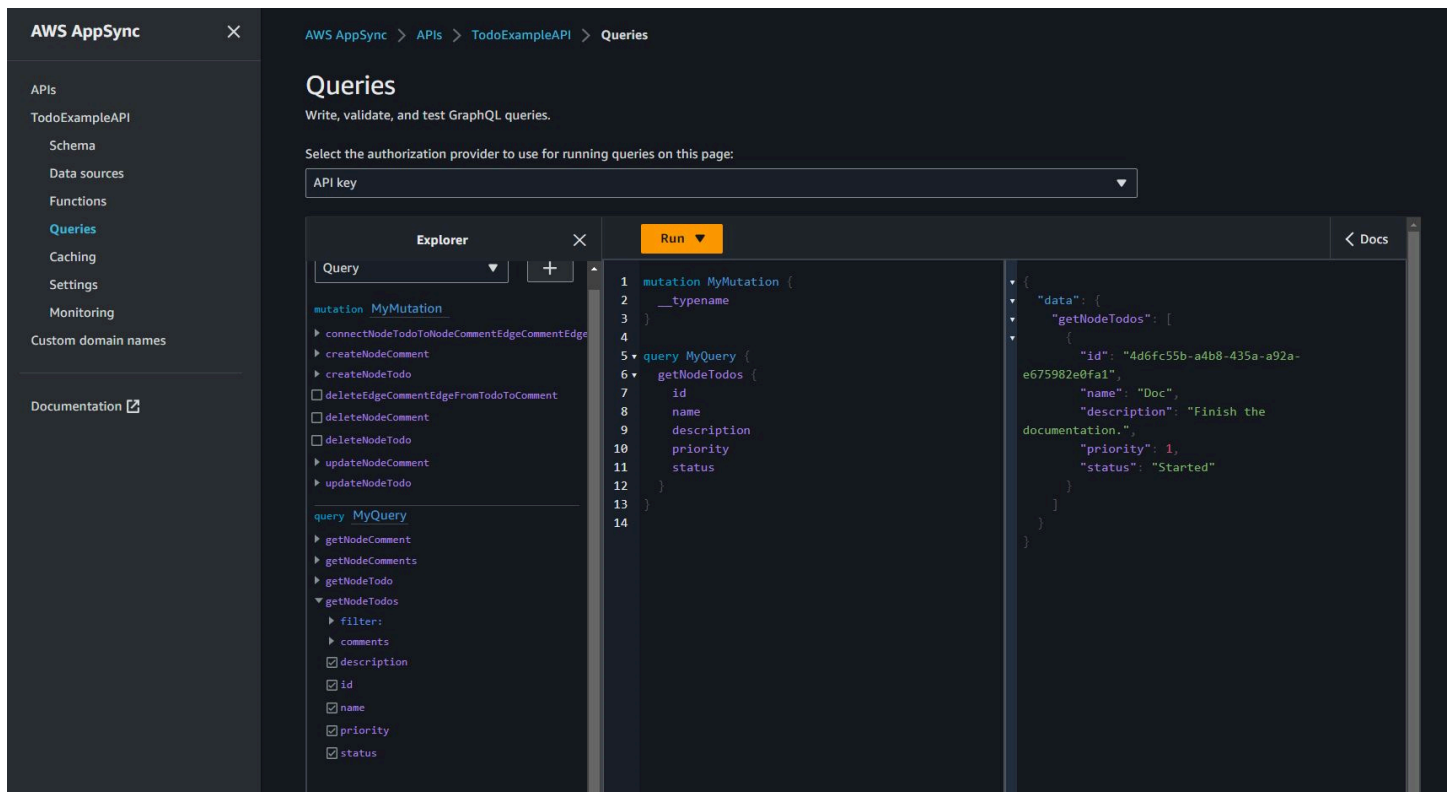 AWS AppSync
APIs
TodoExampleAPI
Schema
Data sources
Functions
Queries
Caching
Settings
Monitoring
Custom domain names
Documentation
AWS AppSync > APIs > TodoExampleAPI > Queries
Queries
Write, validate, and test GraphQL queries.
Select the authorization provider to use for running queries on this page:
API key
Explorer
Query
+
mutation MyMutation
connectNodeTodoToNodeCommentEdgeCommentEdge
createNodeComment
createNodeTodo
deleteEdgeCommentEdgeFromTodoToComment
deleteNodeComment
deleteNodeTodo
updateNodeComment
updateNodeTodo
query MyQuery
getNodeComment
getNodeComments
getNodeTodo
getNodeTodos
filter:
comments
description
id
name
priority
status
Run
1 mutation MyMutation {
2 __typename
3 }
4
5 query MyQuery {
6 getNodeTodos {
7 id
8 name
9 description
10 priority
11 status
12 }
13 }
14
< Docs
{
"data": {
"getNodeTodos": [
{
"id": "4d6fc55b-a4b8-435a-a92a-
e675982e0fa1",
"name": "Doc",
"description": "Finish the
documentation.",
"priority": 1,
"status": "Started"
}
]
}
}